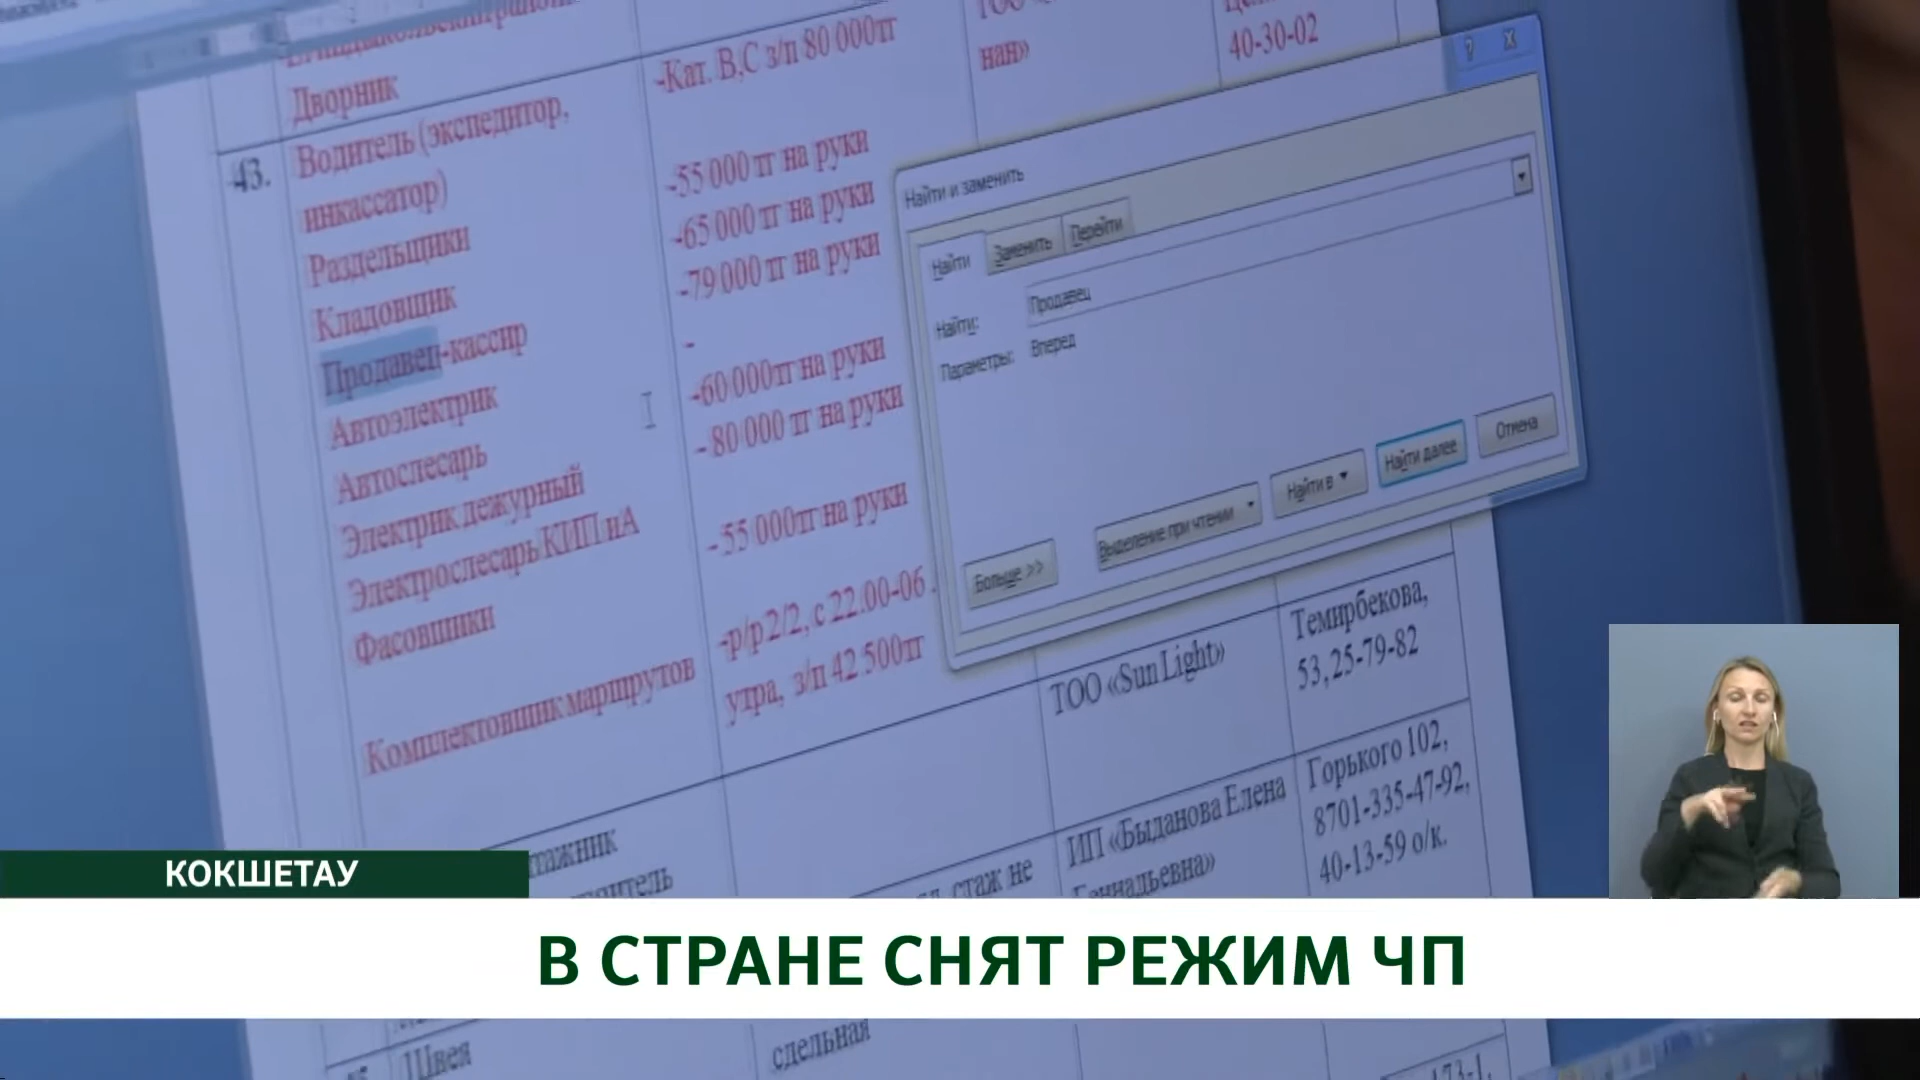 Дворник
-Кат. В,С з/п 80 000тг
нан»
40-30-02
43.
Водитель (экспедитор,
инкассатор)
Раздельщики
Кладовщик
Продавец-кассир
Автоэлектрик
Автослесарь
Электрик дежурный
Электрослесарь КИП и А
Фасовщики
Комплектовщик маршрутов
-55 000 тг на руки
-65 000 тг на руки
-79 000 тг на руки
-
-60 000тг на руки
- 80 000 тг на руки
- 55 000тг на руки
-р/р 2/2, с 22.00-06
утра, з/п 42 500тг
ТОО «Sun Light»
Темирбекова,
53, 25-79-82
Найти и заменить
? X
Найти
Заменить
Перейти
Найти:
Продавец
Параметры:
Вперед
Больше >>
Выделение при чтении
Найти в
Найти далее
Отмена
ИП «Быданова Елена
Геннадьевна»
Горького 102,
8701-335-47-92,
40-13-59 о/к.
стаж не
Швея
сдельная
КОКШЕТАУ
В СТРАНЕ СНЯТ РЕЖИМ ЧП